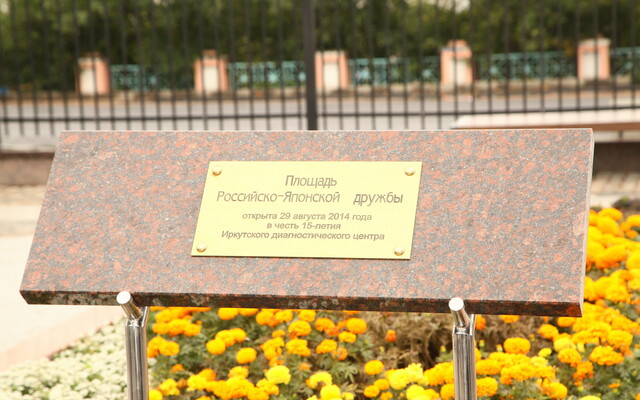 Площадь
Российско-Японской дружбы
открыта 29 августа 2014 года
в честь 15-летия
Иркутского диагностического центра